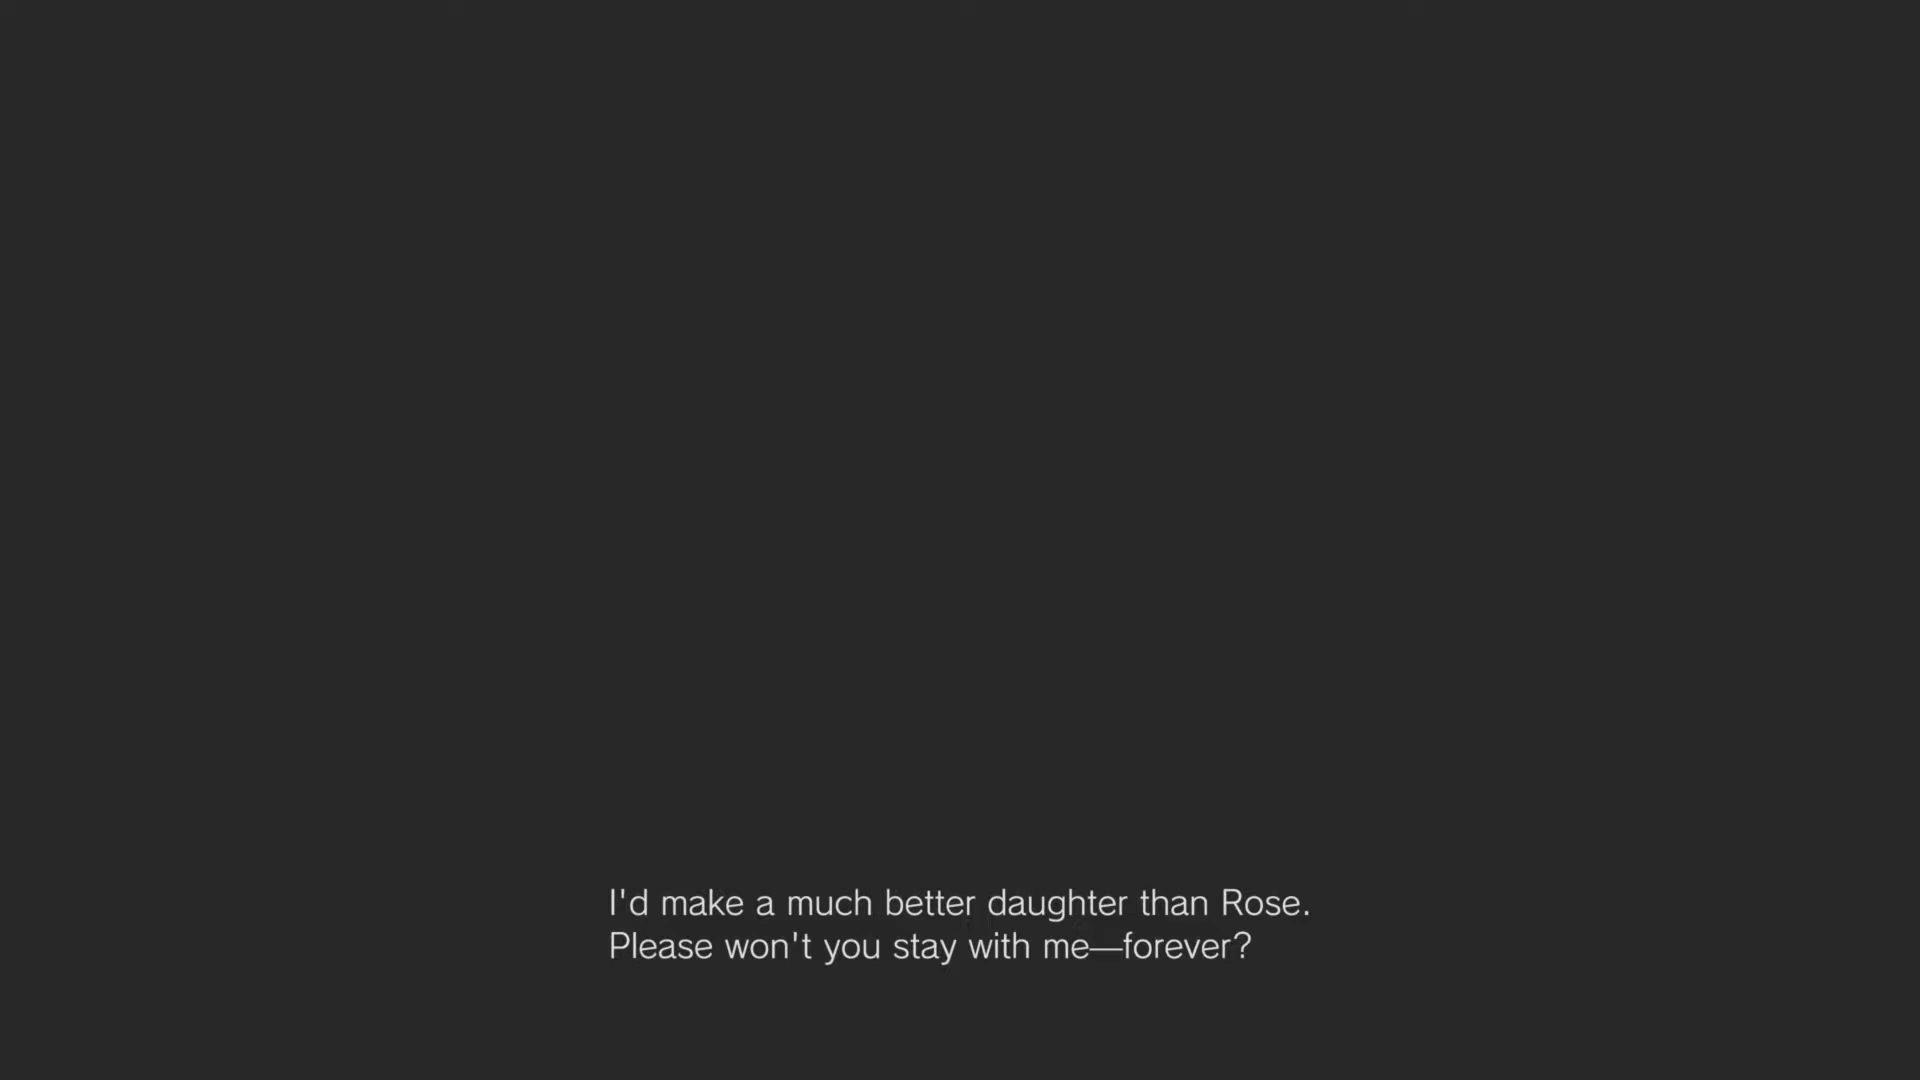 I'd make a much better daughter than Rose.
Please won't you stay with me—forever?